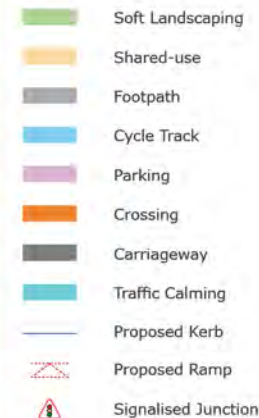 Soft Landscaping
Shared-use
Footpath
Cycle Track
Parking
Crossing
Carriageway
Traffic Calming
Proposed Kerb
Proposed Ramp
Signalised Junction